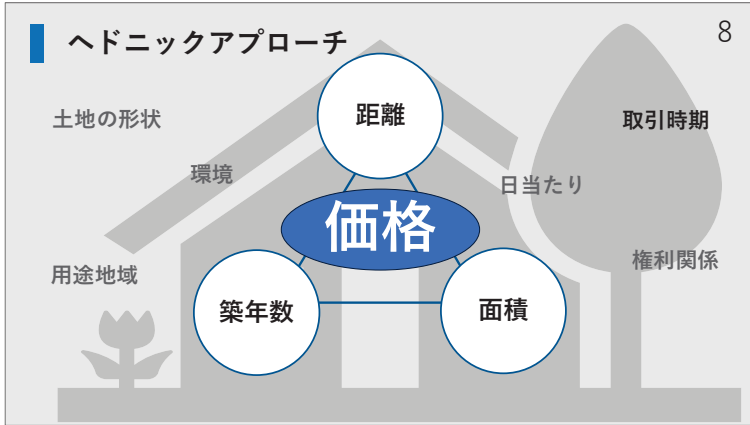 ヘドニックアプローチ
8
距離
土地の形状
取引時期
環境
日当たり
価格
権利関係
用途地域
築年数
面積